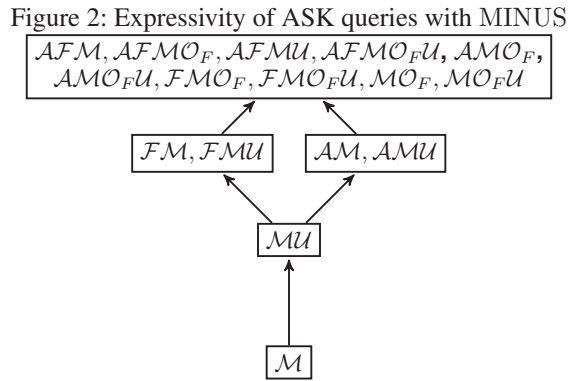 Figure 2: Expressivity of ASK queries with MINUS
𝒜ℱℳ, 𝒜ℱℳ𝒪_F, 𝒜ℱℳ𝒰, 𝒜ℱℳ𝒪_F𝒰, 𝒜ℳ𝒪_F,
𝒜ℳ𝒪_F𝒰, ℱℳ𝒪_F, ℱℳ𝒪_F𝒰, ℳ𝒪_F, ℳ𝒪_F𝒰
ℱℳ, ℱℳ𝒰
𝒜ℳ, 𝒜ℳ𝒰
ℳ𝒰
ℳ